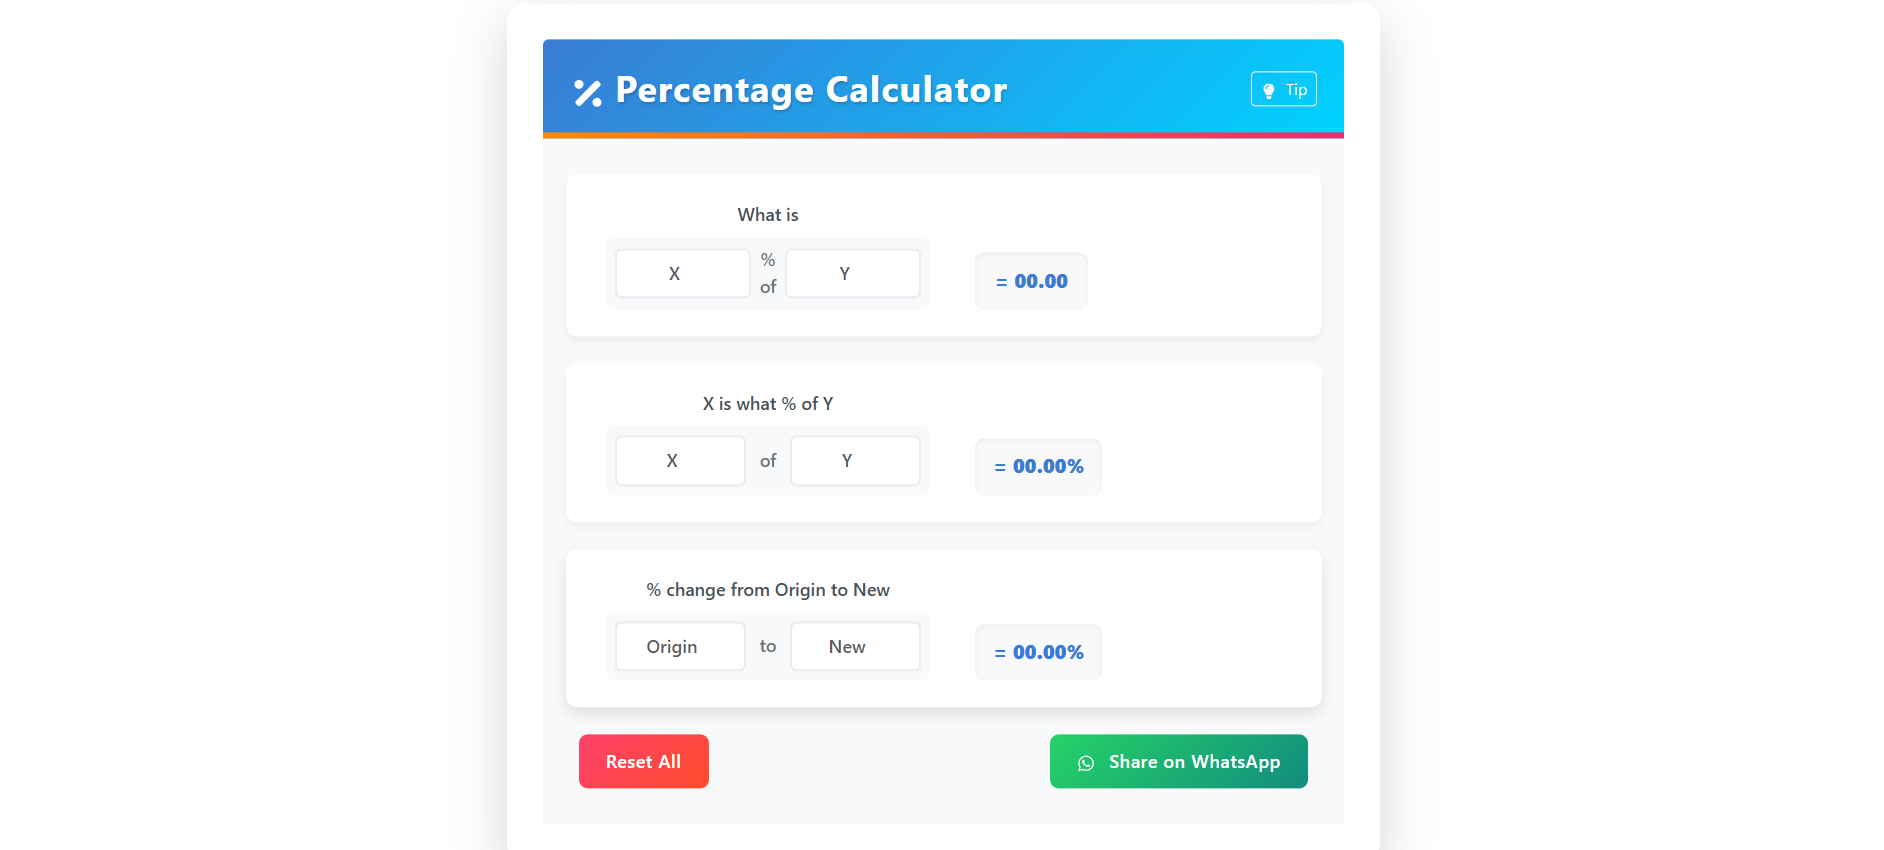 Percentage Calculator
Tip
What is
X % of Y = 00.00
X is what % of Y
X of Y = 00.00%
% change from Origin to New
Origin to New = 00.00%
Reset All
Share on WhatsApp